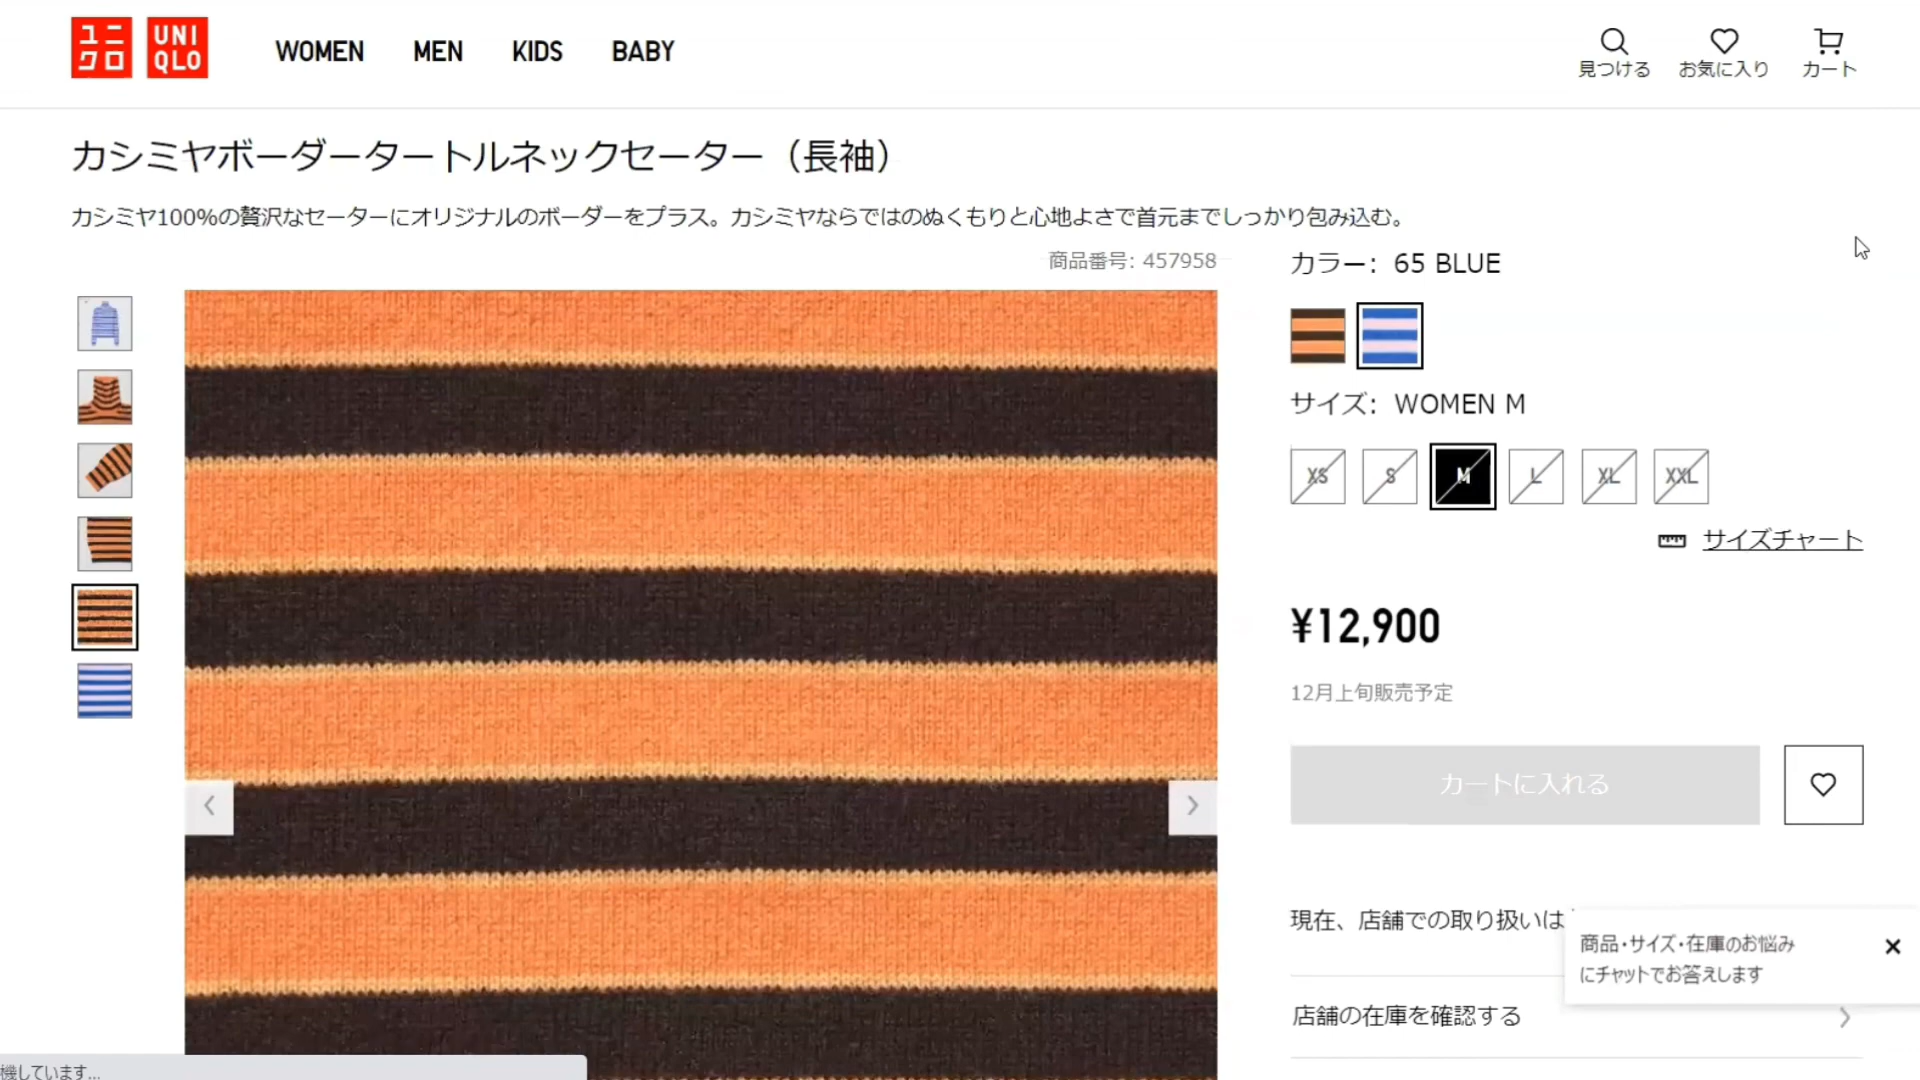 ユニ
クロ
UNI
QLO
WOMEN
MEN
KIDS
BABY
見つける
お気に入り
カート
カシミヤボーダータートルネックセーター（長袖）
カシミヤ100%の贅沢なセーターにオリジナルのボーダーをプラス。カシミヤならではのぬくもりと心地よさで首元までしっかり包み込む。
商品番号: 457958
カラー: 65 BLUE
サイズ: WOMEN M
XS
S
M
L
XL
XXL
サイズチャート
¥12,900
12月上旬販売予定
カートに入れる
現在、店舗での取り扱いは
商品・サイズ・在庫のお悩み
にチャットでお答えします
店舗の在庫を確認する
機しています...